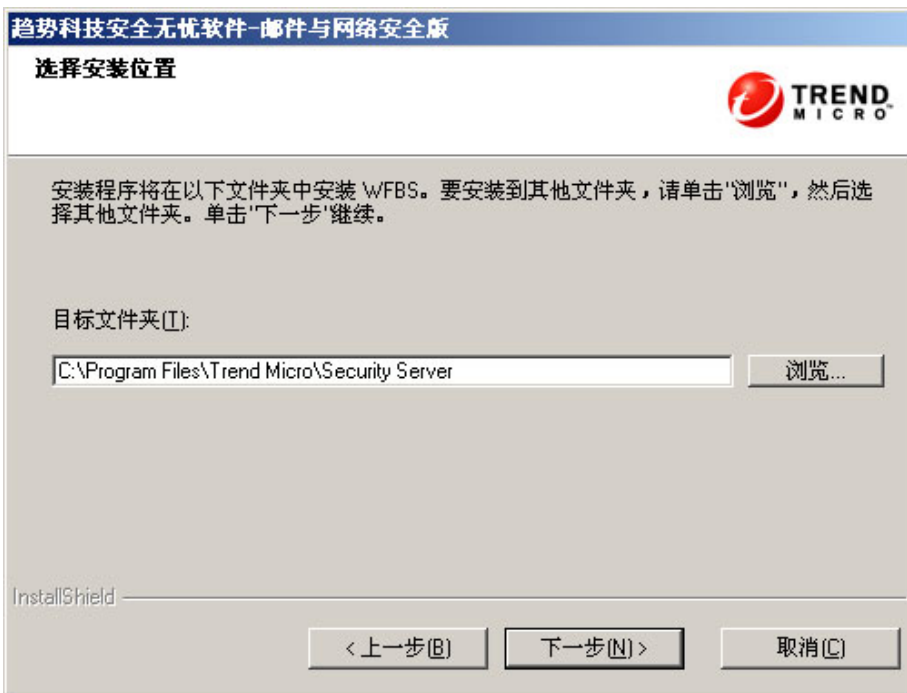 趋势科技安全无忧软件-邮件与网络安全版
选择安装位置
TREND
MICRO
安装程序将在以下文件夹中安装 WFBS。要安装到其他文件夹，请单击"浏览"，然后选
择其他文件夹。单击"下一步"继续。
目标文件夹(T):
C:\Program Files\Trend Micro\Security Server
浏览...
InstallShield
< 上一步(B)
下一步(N) >
取消(C)